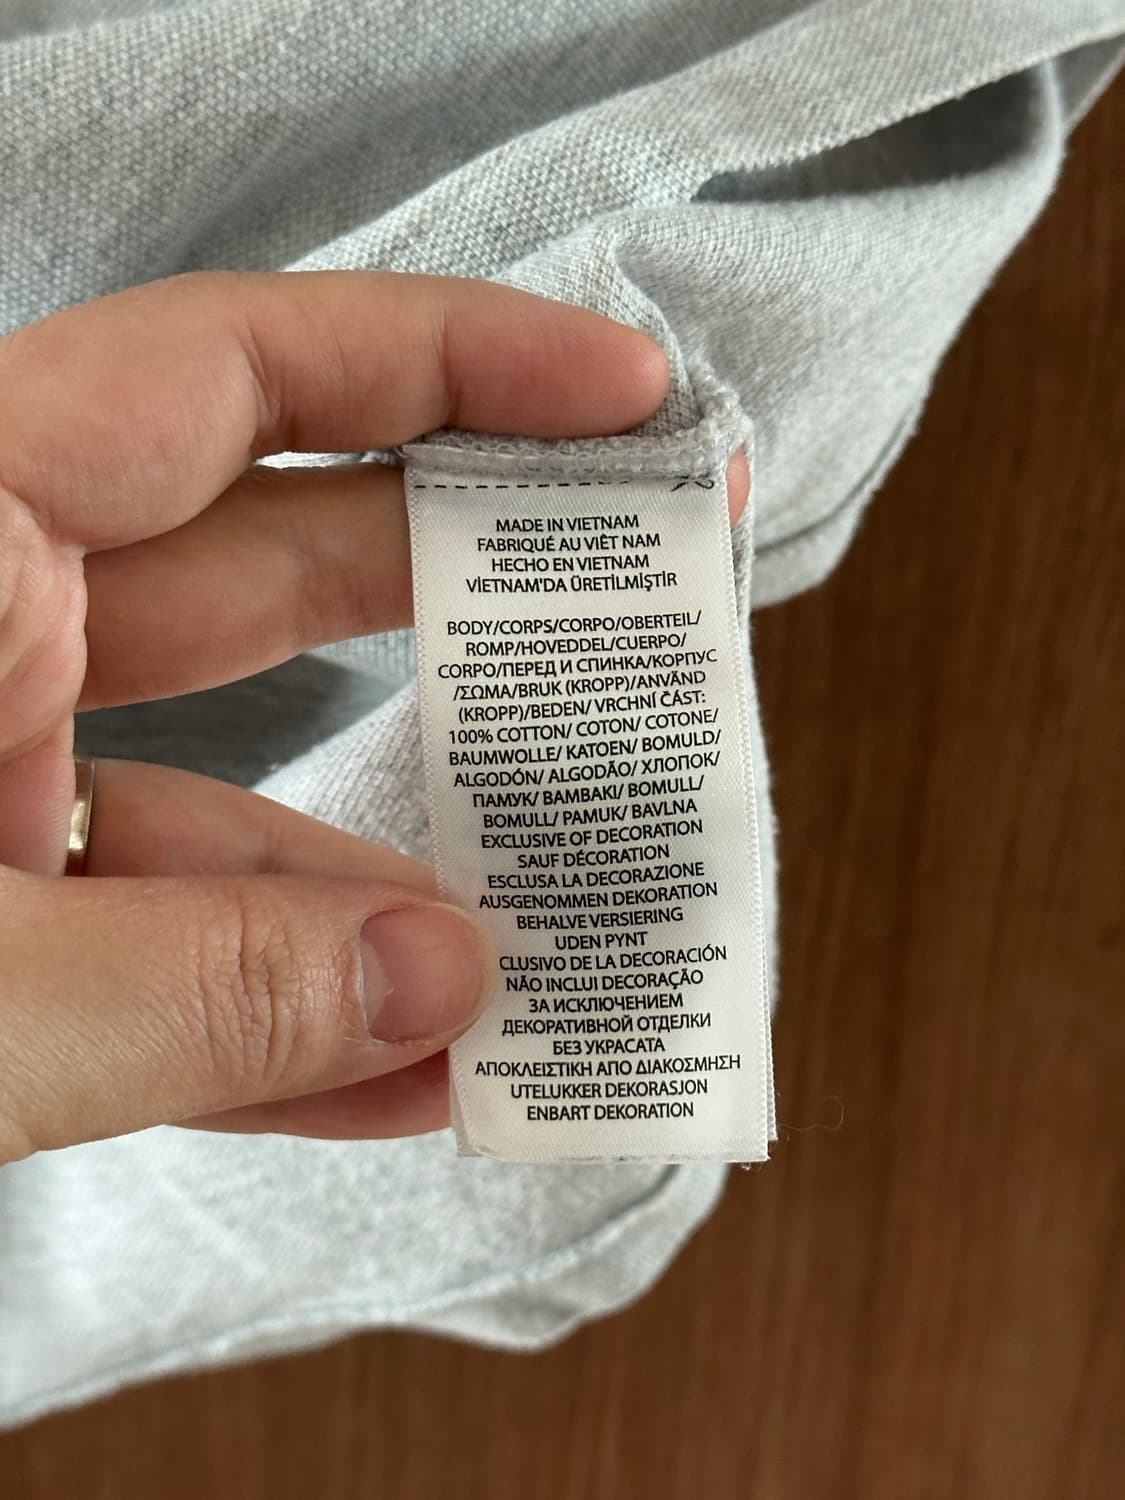 MADE IN VIETNAM
FABRIQUÉ AU VIÊT NAM
HECHO EN VIETNAM
VİETNAM'DA ÜRETİLMİŞTİR
BODY/CORPS/CORPO/OBERTEIL/
ROMP/HOVEDDEL/CUERPO/
CORPO/ПЕРЕД И СПИНКА/КОРПУС
/ΣΩΜΑ/BRUK (KROPP)/ANVÄND
(KROPP)/BEDEN/ VRCHNÍ ČÁST:
100% COTTON/ COTON/ COTONE/
BAUMWOLLE/ KATOEN/ BOMULD/
ALGODÓN/ ALGODÃO/ ХЛОПОК/
ПАМУК/ ΒΑΜΒΑΚΙ/ BOMULL/
BOMULL/ PAMUK/ BAVLNA
EXCLUSIVE OF DECORATION
SAUF DÉCORATION
ESCLUSA LA DECORAZIONE
AUSGENOMMEN DEKORATION
BEHALVE VERSIERING
UDEN PYNT
CLUSIVO DE LA DECORACIÓN
NÃO INCLUI DECORAÇÃO
ЗА ИСКЛЮЧЕНИЕМ
ДЕКОРАТИВНОЙ ОТДЕЛКИ
БЕЗ УКРАСАТА
ΑΠΟΚΛΕΙΣΤΙΚΗ ΑΠΟ ΔΙΑΚΟΣΜΗΣΗ
UTELUKKER DEKORASJON
ENBART DEKORATION